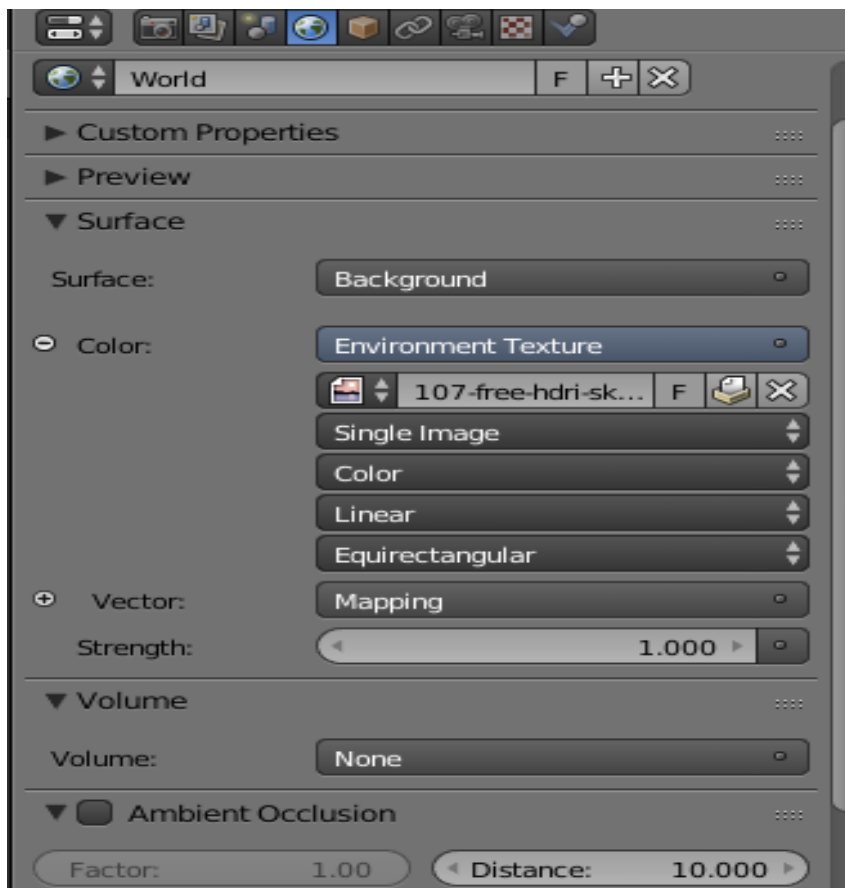 World F
Custom Properties
Preview
Surface
Surface: Background
Color: Environment Texture
107-free-hdri-sk... F
Single Image
Color
Linear
Equirectangular
Vector: Mapping
Strength: 1.000
Volume
Volume: None
Ambient Occlusion
Factor: 1.00 Distance: 10.000